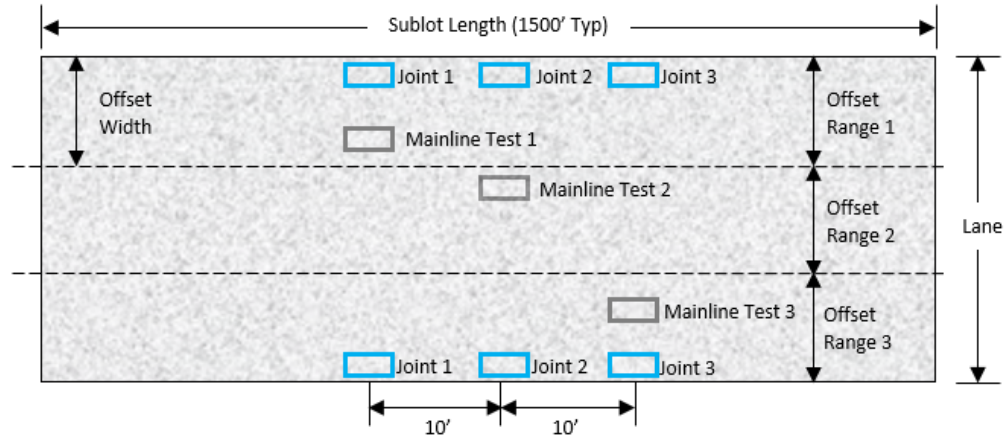 Sublot Length (1500' Typ)
Joint 1
Joint 2
Joint 3
Offset
Width
Offset
Range 1
Mainline Test 1
Mainline Test 2
Offset
Range 2
Lane
Mainline Test 3
Offset
Range 3
Joint 1
Joint 2
Joint 3
10'
10'